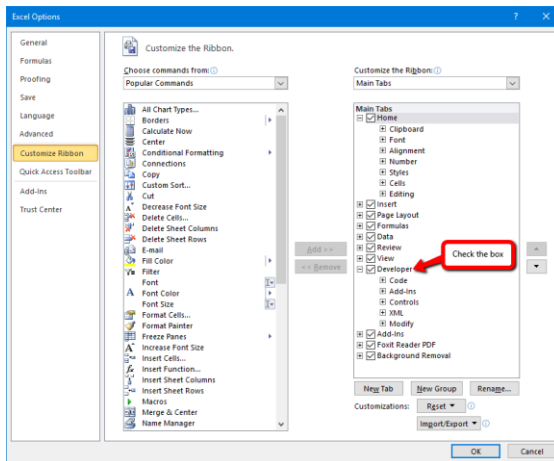 Excel Options
?
General
Formulas
Proofing
Save
Language
Advanced
Customize Ribbon
Quick Access Toolbar
Add-Ins
Trust Center
Customize the Ribbon.
Choose commands from:
Popular Commands
All Chart Types...
Borders
Calculate Now
Center
Conditional Formatting
Connections
Copy
Custom Sort...
Cut
Decrease Font Size
Delete Cells...
Delete Sheet Columns
Delete Sheet Rows
E-mail
Fill Color
Filter
Font
Font Color
Font Size
Format Cells...
Format Painter
Freeze Panes
Increase Font Size
Insert Cells...
Insert Function...
Insert Sheet Columns
Insert Sheet Rows
Macros
Merge & Center
Name Manager
Add >>
<< Remove
Customize the Ribbon:
Main Tabs
Main Tabs
Home
Clipboard
Font
Alignment
Number
Styles
Cells
Editing
Insert
Page Layout
Formulas
Data
Review
View
Developer
Code
Add-Ins
Controls
XML
Modify
Add-Ins
Foxit Reader PDF
Background Removal
Check the box
New Tab
New Group
Rename...
Customizations:
Reset
Import/Export
OK
Cancel